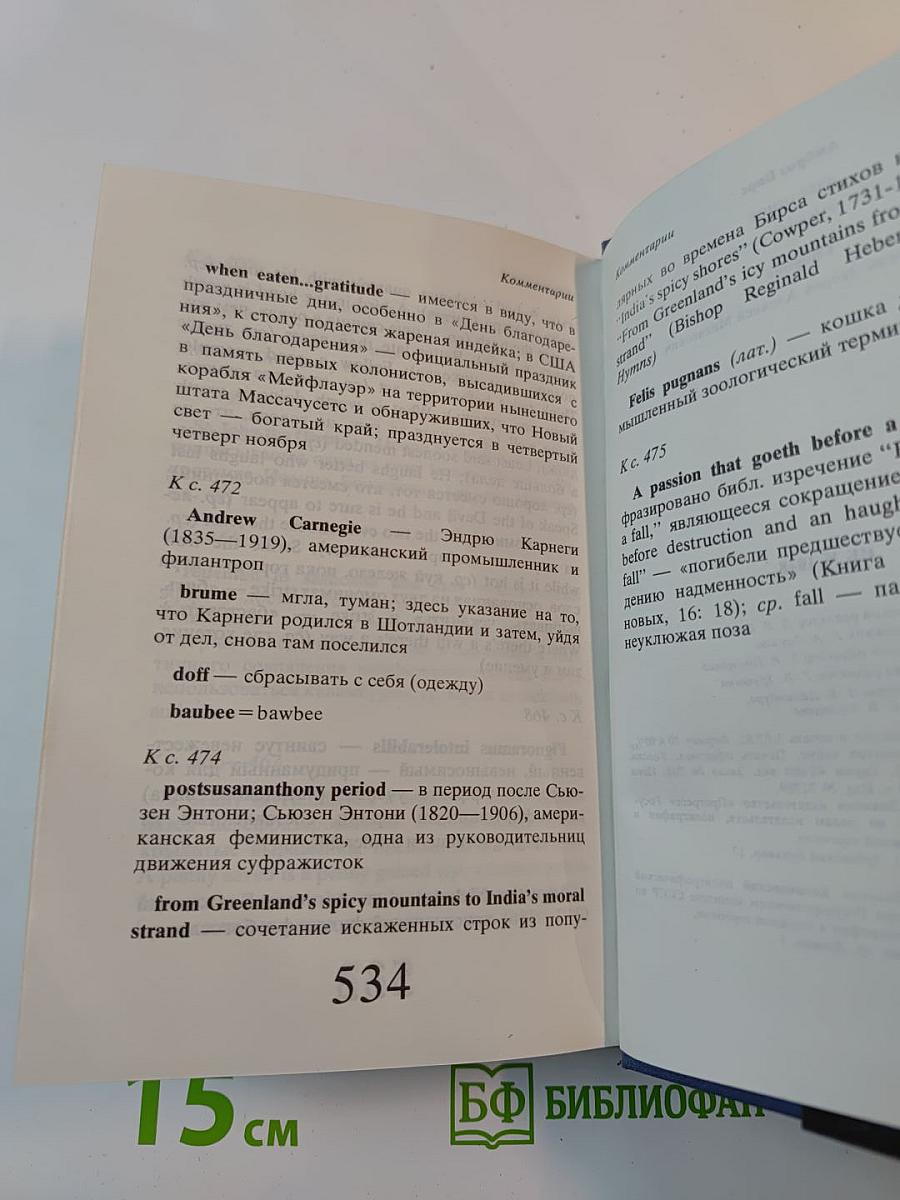 Комментарии
when eaten...gratitude — имеется в виду, что в
праздничные дни, особенно в «День благодаре-
ния», к столу подается жареная индейка; в США
«День благодарения» — официальный праздник
в память первых колонистов, высадившихся с
корабля «Мейфлауэр» на территории нынешнего
штата Массачусетс и обнаруживших, что Новый
свет — богатый край; празднуется в четвертый
четверг ноября
К с. 472
Andrew Carnegie — Эндрю Карнеги
(1835—1919), американский промышленник и
филантроп
brume — мгла, туман; здесь указание на то,
что Карнеги родился в Шотландии и затем, уйдя
от дел, снова там поселился
doff — сбрасывать с себя (одежду)
baubee = bawbee
К с. 474
postsusananthony period — в период после Сью-
зен Энтони; Сьюзен Энтони (1820—1906), амери-
канская феминистка, одна из руководительниц
движения суфражисток
from Greenland's spicy mountains to India's moral
strand — сочетание искаженных строк из попу-
534
Комментарии
лярных во времена Бирса стихов
"India's spicy shores" (Cowper, 1731-
"From Greenland's icy mountains
strand" (Bishop Reginald Heber
Hymns)
Felis pugnans (лат.) — кошка
мышленный зоологический
К с. 475
A passion that goeth before a
фразировано библ. изречение
a fall," являющееся сокращение
before destruction and an
fall" — «погибели предшествуе
дению надменность» (Книга
новых, 16: 18); ср. fall —
неуклюжая поза
15 см
БФ БИБЛИОФАН